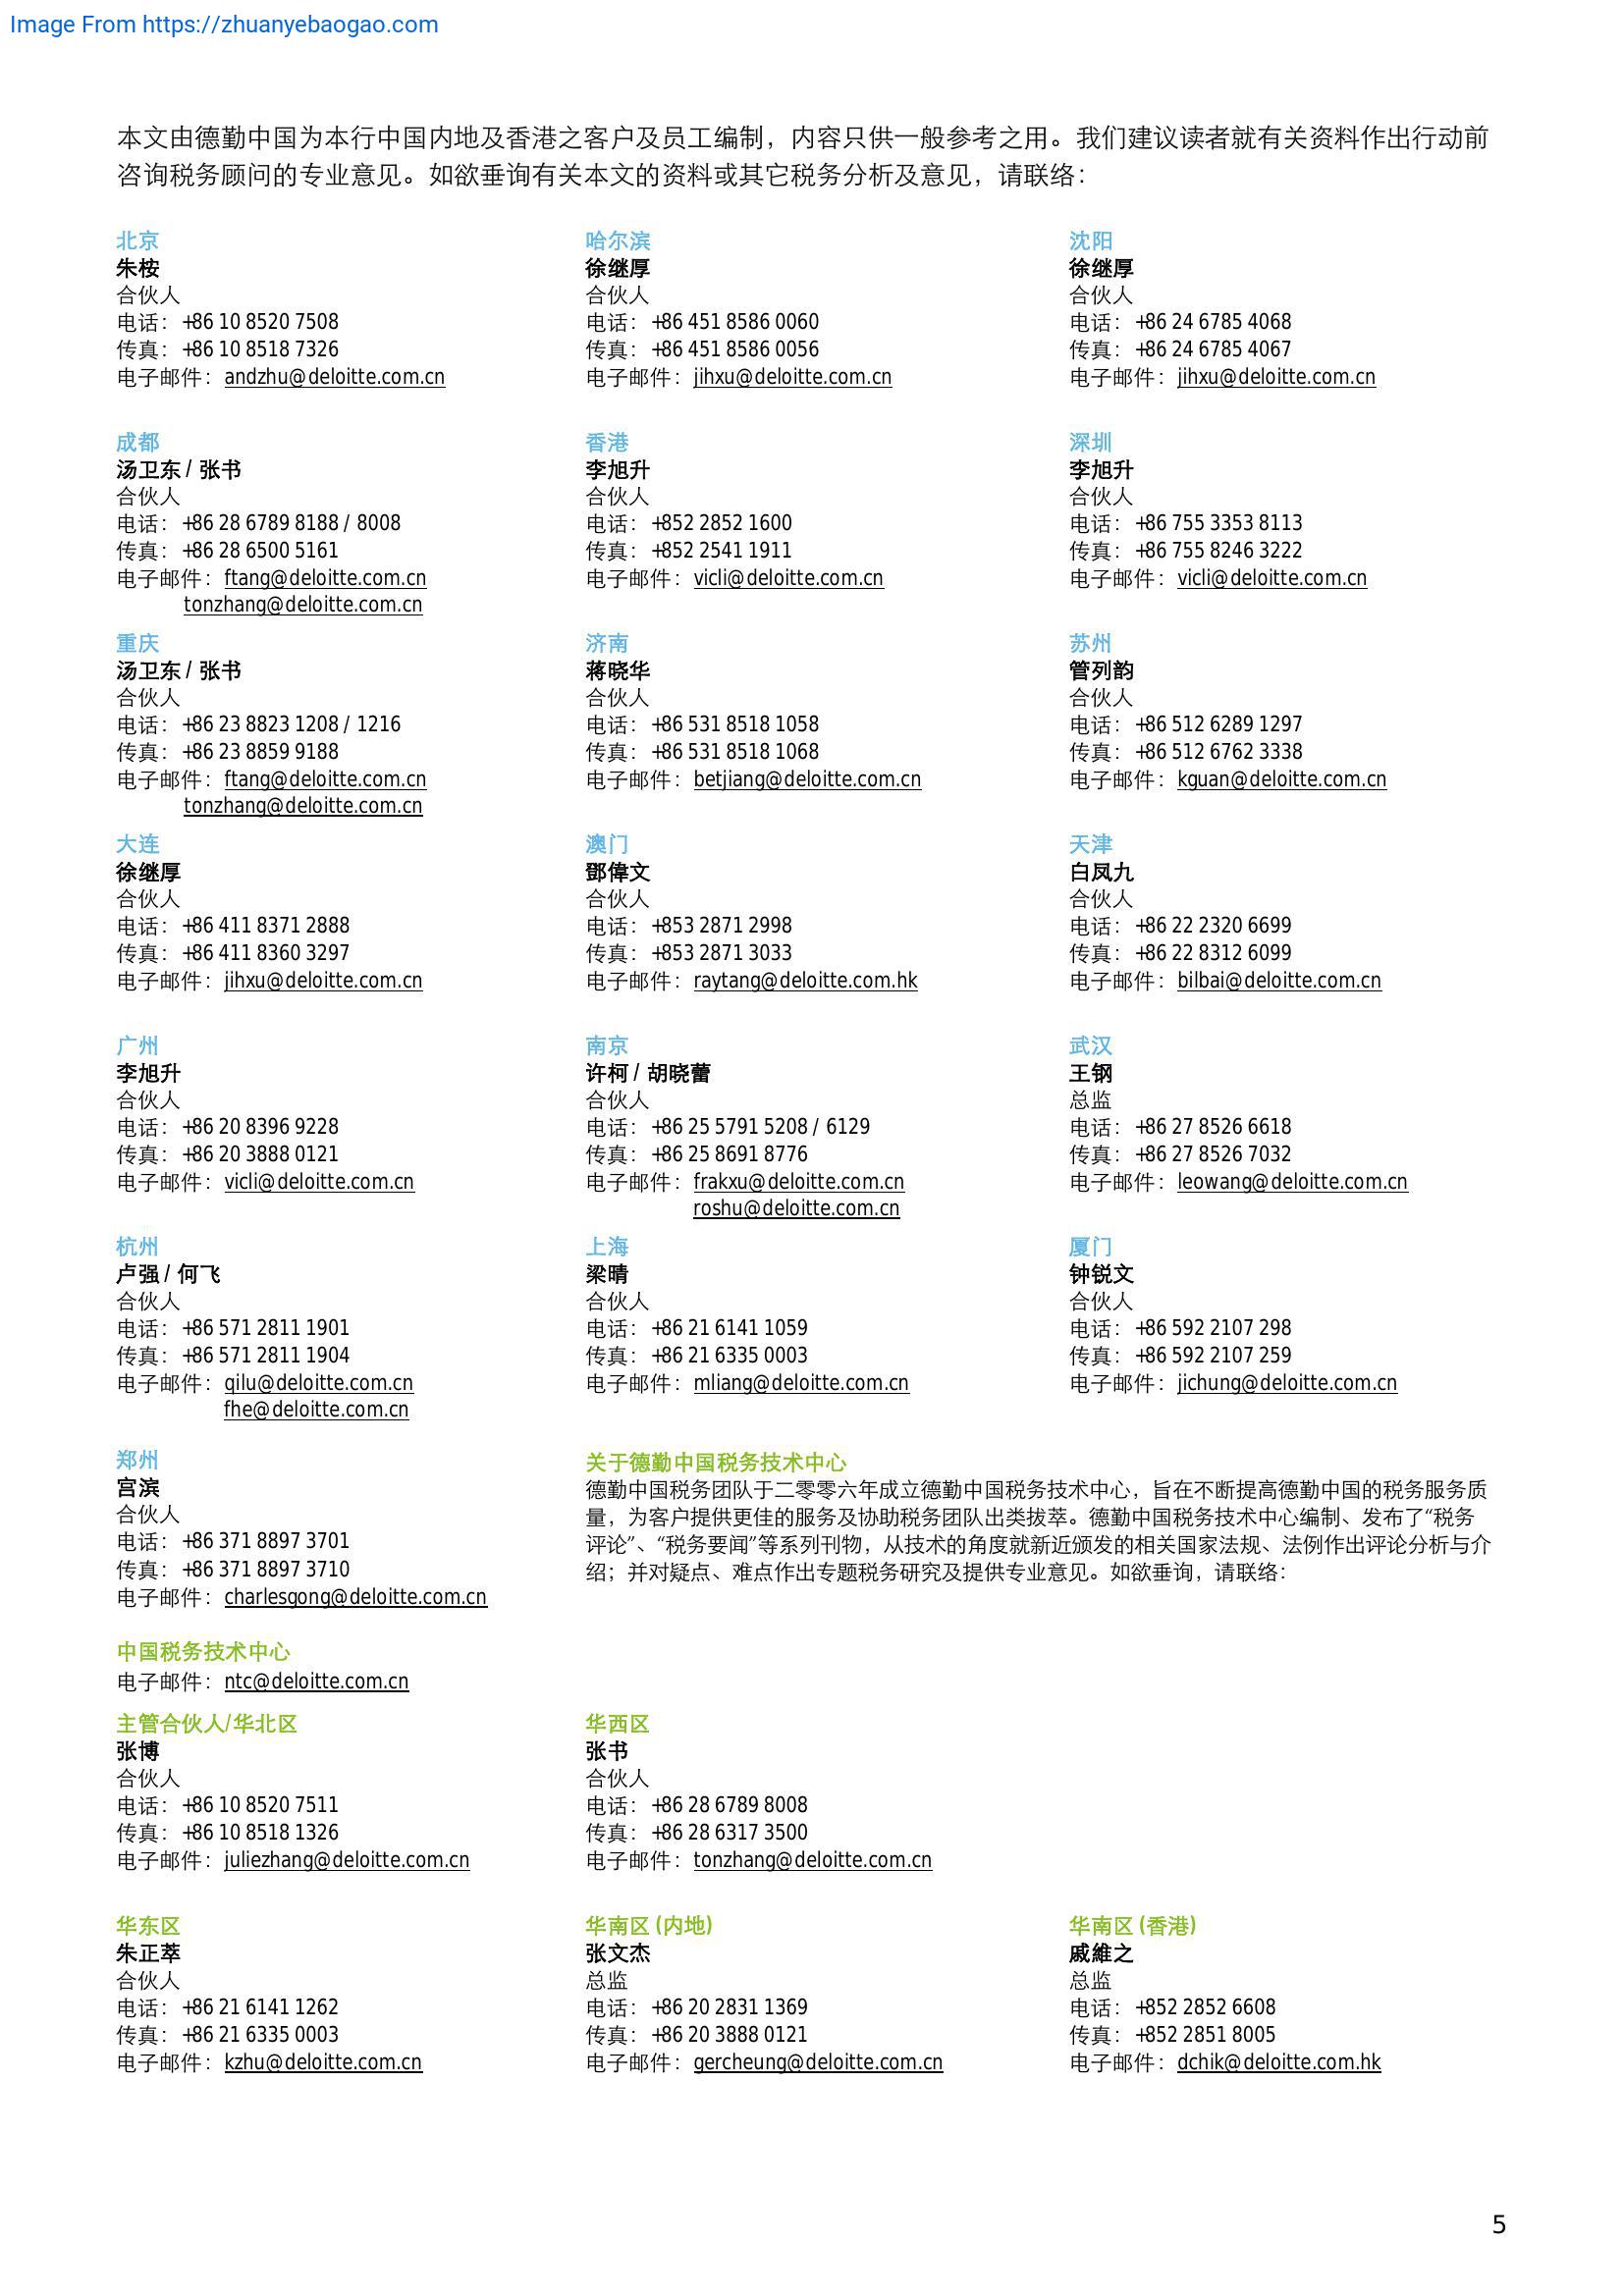 Image From https://zhuanyebaogao.com
本文由德勤中国为本行中国内地及香港之客户及员工编制，内容只供一般参考之用。我们建议读者就有关资料作出行动前
咨询税务顾问的专业意见。如欲垂询有关本文的资料或其它税务分析及意见，请联络：
北京
朱桉
合伙人
电话：+86 10 8520 7508
传真：+86 10 8518 7326
电子邮件：andzhu@deloitte.com.cn
哈尔滨
徐继厚
合伙人
电话：+86 451 8586 0060
传真：+86 451 8586 0056
电子邮件：jihxu@deloitte.com.cn
沈阳
徐继厚
合伙人
电话：+86 24 6785 4068
传真：+86 24 6785 4067
电子邮件：jihxu@deloitte.com.cn
成都
汤卫东 / 张书
合伙人
电话：+86 28 6789 8188 / 8008
传真：+86 28 6500 5161
电子邮件：ftang@deloitte.com.cn
tonzhang@deloitte.com.cn
香港
李旭升
合伙人
电话：+852 2852 1600
传真：+852 2541 1911
电子邮件：vicli@deloitte.com.cn
深圳
李旭升
合伙人
电话：+86 755 3353 8113
传真：+86 755 8246 3222
电子邮件：vicli@deloitte.com.cn
重庆
汤卫东 / 张书
合伙人
电话：+86 23 8823 1208 / 1216
传真：+86 23 8859 9188
电子邮件：ftang@deloitte.com.cn
tonzhang@deloitte.com.cn
济南
蒋晓华
合伙人
电话：+86 531 8518 1058
传真：+86 531 8518 1068
电子邮件：betjiang@deloitte.com.cn
苏州
管列韵
合伙人
电话：+86 512 6289 1297
传真：+86 512 6762 3338
电子邮件：kguan@deloitte.com.cn
大连
徐继厚
合伙人
电话：+86 411 8371 2888
传真：+86 411 8360 3297
电子邮件：jihxu@deloitte.com.cn
澳门
鄧偉文
合伙人
电话：+853 2871 2998
传真：+853 2871 3033
电子邮件：raytang@deloitte.com.hk
天津
白凤九
合伙人
电话：+86 22 2320 6699
传真：+86 22 8312 6099
电子邮件：bilbai@deloitte.com.cn
广州
李旭升
合伙人
电话：+86 20 8396 9228
传真：+86 20 3888 0121
电子邮件：vicli@deloitte.com.cn
南京
许柯 / 胡晓蕾
合伙人
电话：+86 25 5791 5208 / 6129
传真：+86 25 8691 8776
电子邮件：frakxu@deloitte.com.cn
roshu@deloitte.com.cn
武汉
王钢
总监
电话：+86 27 8526 6618
传真：+86 27 8526 7032
电子邮件：leowang@deloitte.com.cn
杭州
卢强 / 何飞
合伙人
电话：+86 571 2811 1901
传真：+86 571 2811 1904
电子邮件：qilu@deloitte.com.cn
fhe@deloitte.com.cn
上海
梁晴
合伙人
电话：+86 21 6141 1059
传真：+86 21 6335 0003
电子邮件：mliang@deloitte.com.cn
厦门
钟锐文
合伙人
电话：+86 592 2107 298
传真：+86 592 2107 259
电子邮件：jichung@deloitte.com.cn
郑州
宫滨
合伙人
电话：+86 371 8897 3701
传真：+86 371 8897 3710
电子邮件：charlesgong@deloitte.com.cn
关于德勤中国税务技术中心
德勤中国税务团队于二零零六年成立德勤中国税务技术中心，旨在不断提高德勤中国的税务服务质
量，为客户提供更佳的服务及协助税务团队出类拔萃。德勤中国税务技术中心编制、发布了“税务
评论”、“税务要闻”等系列刊物，从技术的角度就新近颁发的相关国家法规、法例作出评论分析与介
绍；并对疑点、难点作出专题税务研究及提供专业意见。如欲垂询，请联络：
中国税务技术中心
电子邮件：ntc@deloitte.com.cn
主管合伙人/华北区
张博
合伙人
电话：+86 10 8520 7511
传真：+86 10 8518 1326
电子邮件：juliezhang@deloitte.com.cn
华西区
张书
合伙人
电话：+86 28 6789 8008
传真：+86 28 6317 3500
电子邮件：tonzhang@deloitte.com.cn
华东区
朱正萃
合伙人
电话：+86 21 6141 1262
传真：+86 21 6335 0003
电子邮件：kzhu@deloitte.com.cn
华南区 (内地)
张文杰
总监
电话：+86 20 2831 1369
传真：+86 20 3888 0121
电子邮件：gercheung@deloitte.com.cn
华南区 (香港)
戚維之
总监
电话：+852 2852 6608
传真：+852 2851 8005
电子邮件：dchik@deloitte.com.hk
5